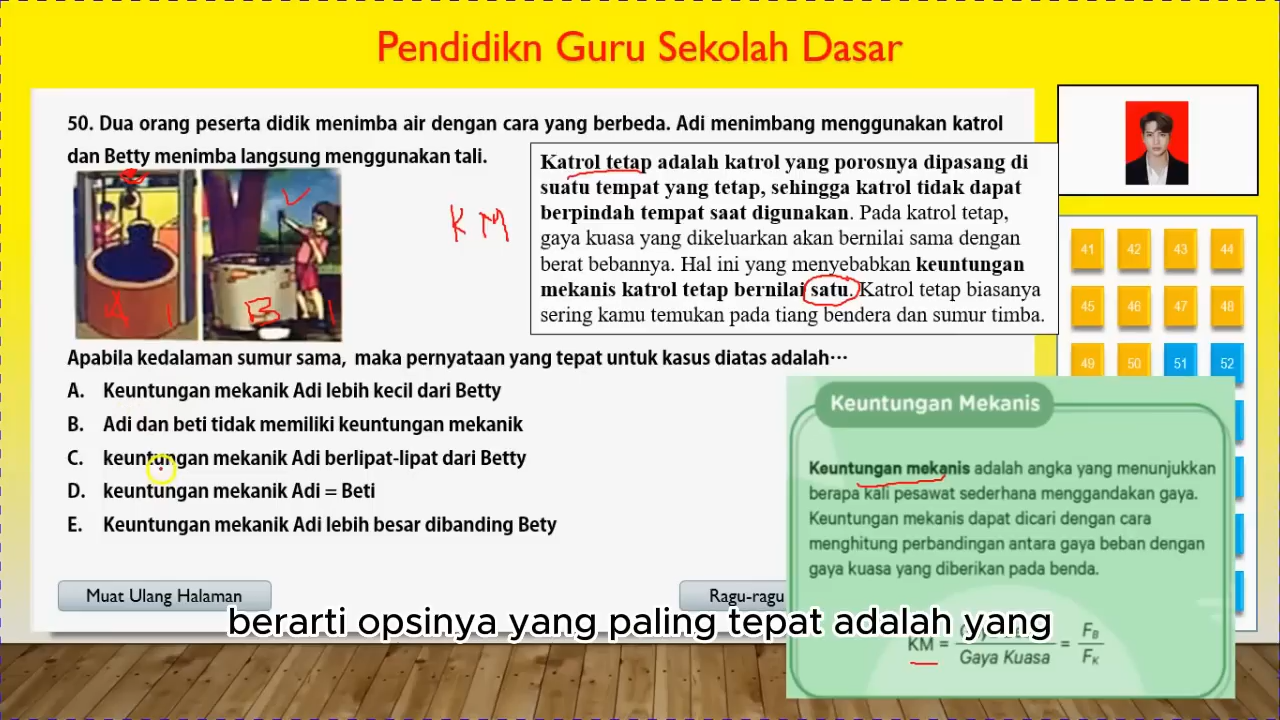 Pendidikn Guru Sekolah Dasar
50. Dua orang peserta didik menimba air dengan cara yang berbeda. Adi menimbang menggunakan katrol
dan Betty menimba langsung menggunakan tali.
Katrol tetap adalah katrol yang porosnya dipasang di
suatu tempat yang tetap, sehingga katrol tidak dapat
berpindah tempat saat digunakan. Pada katrol tetap,
gaya kuasa yang dikeluarkan akan bernilai sama dengan
berat bebannya. Hal ini yang menyebabkan keuntungan
mekanis katrol tetap bernilai satu. Katrol tetap biasanya
sering kamu temukan pada tiang bendera dan sumur timba.
KM
A 1
B 1
Apabila kedalaman sumur sama, maka pernyataan yang tepat untuk kasus diatas adalah…
A. Keuntungan mekanik Adi lebih kecil dari Betty
B. Adi dan beti tidak memiliki keuntungan mekanik
C. keuntungan mekanik Adi berlipat-lipat dari Betty
D. keuntungan mekanik Adi = Beti
E. Keuntungan mekanik Adi lebih besar dibanding Bety
41 42 43 44
45 46 47 48
49 50 51 52
Keuntungan Mekanis
Keuntungan mekanis adalah angka yang menunjukkan
berapa kali pesawat sederhana menggandakan gaya.
Keuntungan mekanis dapat dicari dengan cara
menghitung perbandingan antara gaya beban dengan
gaya kuasa yang diberikan pada benda.
KM = / Gaya Kuasa = F_B / F_K
Muat Ulang Halaman
Ragu-ragu
berarti opsinya yang paling tepat adalah yang